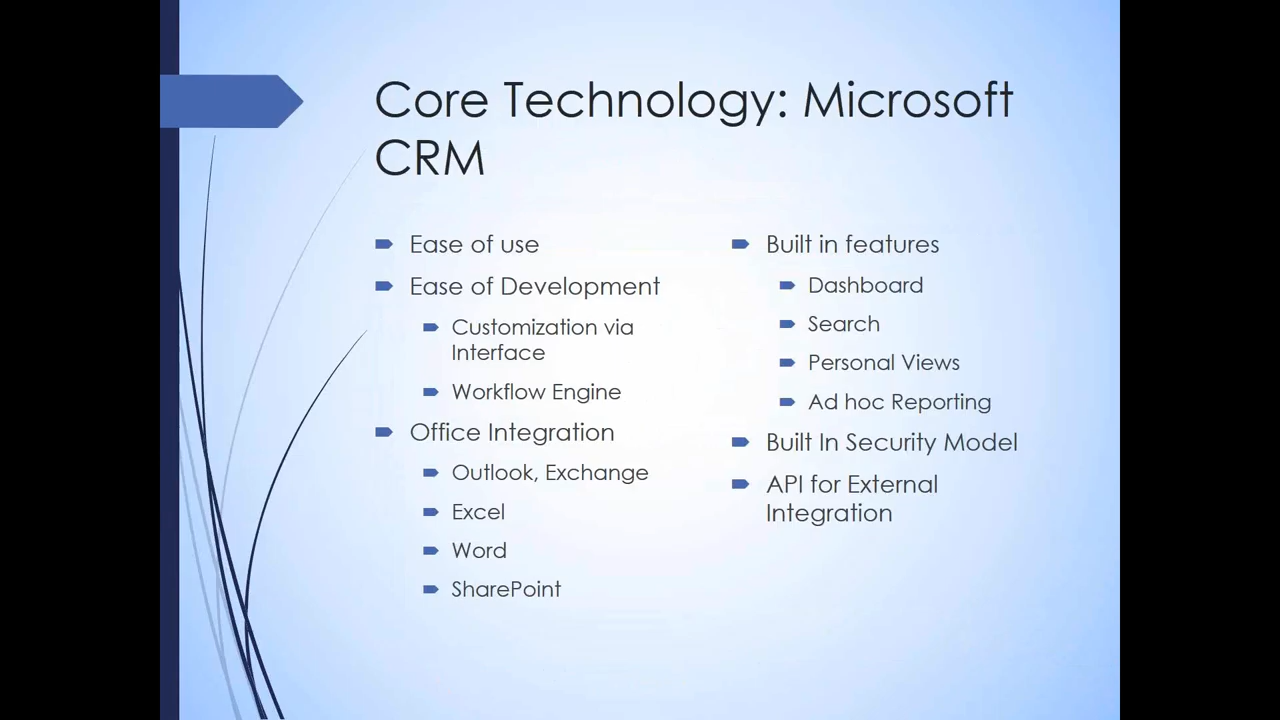 Core Technology: Microsoft
CRM
Ease of use
Ease of Development
Customization via
Interface
Workflow Engine
Office Integration
Outlook, Exchange
Excel
Word
SharePoint
Built in features
Dashboard
Search
Personal Views
Ad hoc Reporting
Built In Security Model
API for External
Integration